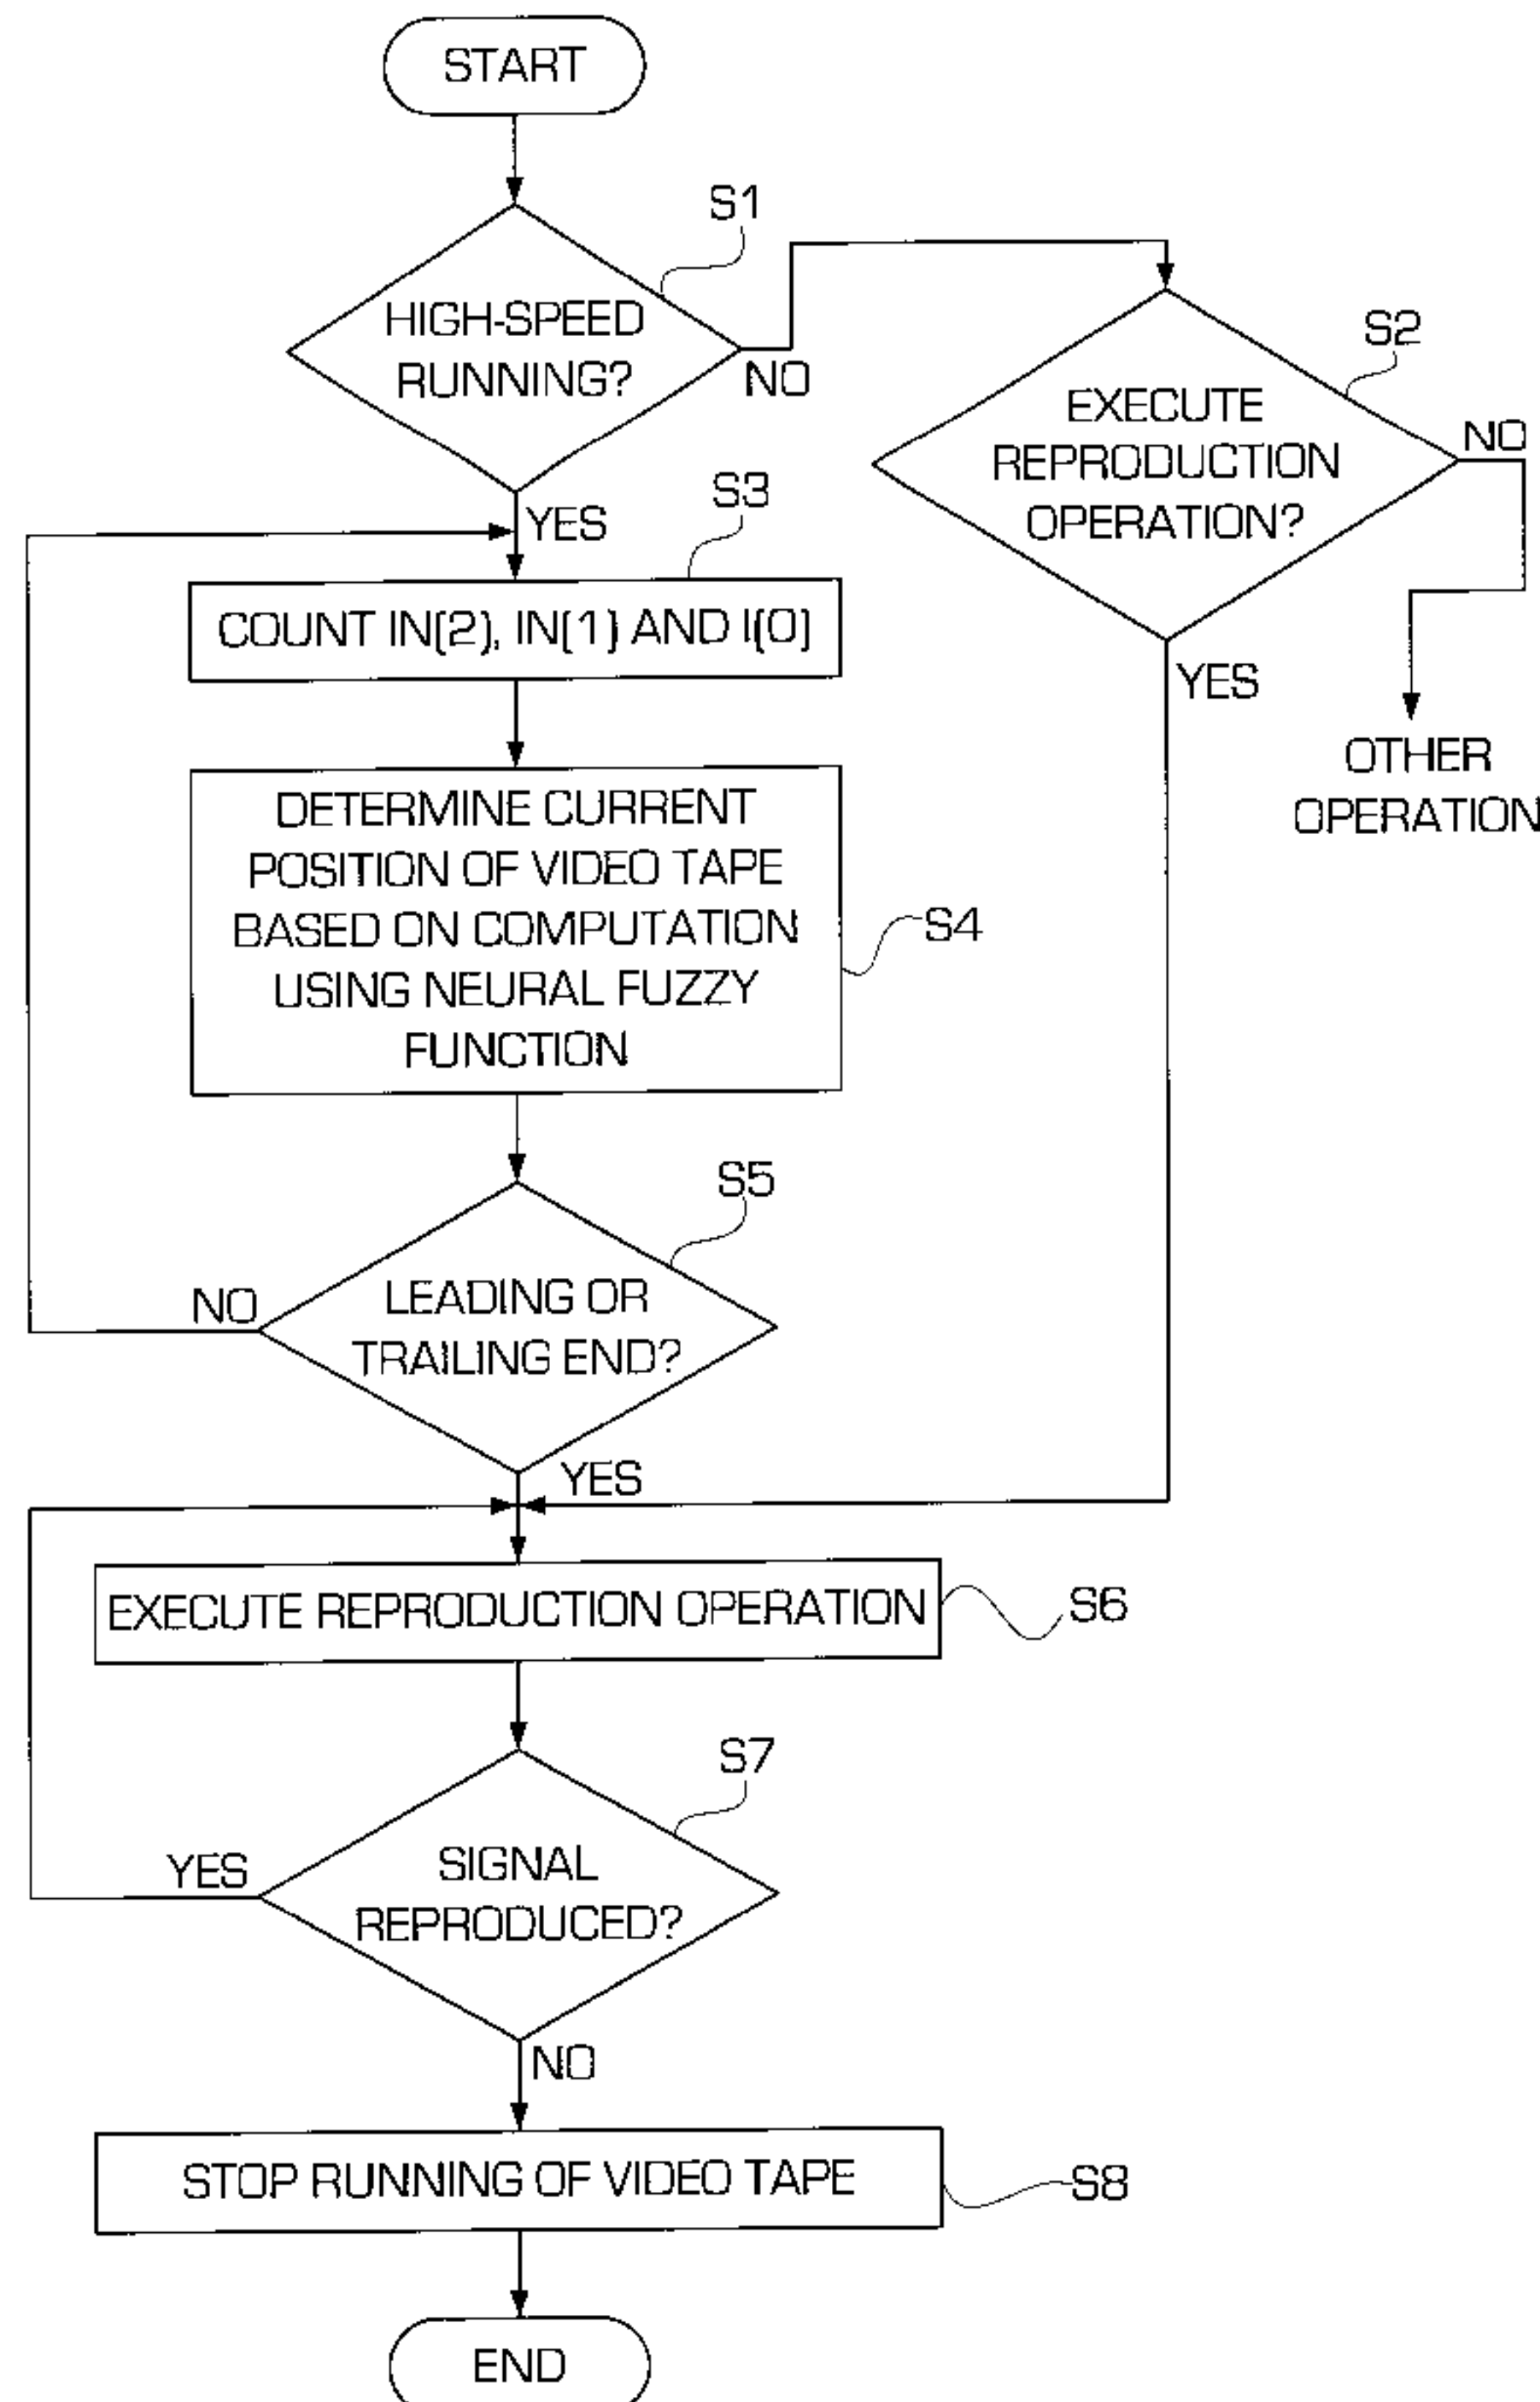 START
S1
HIGH-SPEED
RUNNING?
NO
S2
EXECUTE
REPRODUCTION
OPERATION?
NO
YES
OTHER
OPERATION
YES
S3
COUNT IN(2), IN(1) AND I(0)
DETERMINE CURRENT
POSITION OF VIDEO TAPE
BASED ON COMPUTATION
USING NEURAL FUZZY
FUNCTION
S4
S5
LEADING OR
TRAILING END?
NO
YES
EXECUTE REPRODUCTION OPERATION
S6
S7
SIGNAL
REPRODUCED?
YES
NO
STOP RUNNING OF VIDEO TAPE
S8
END